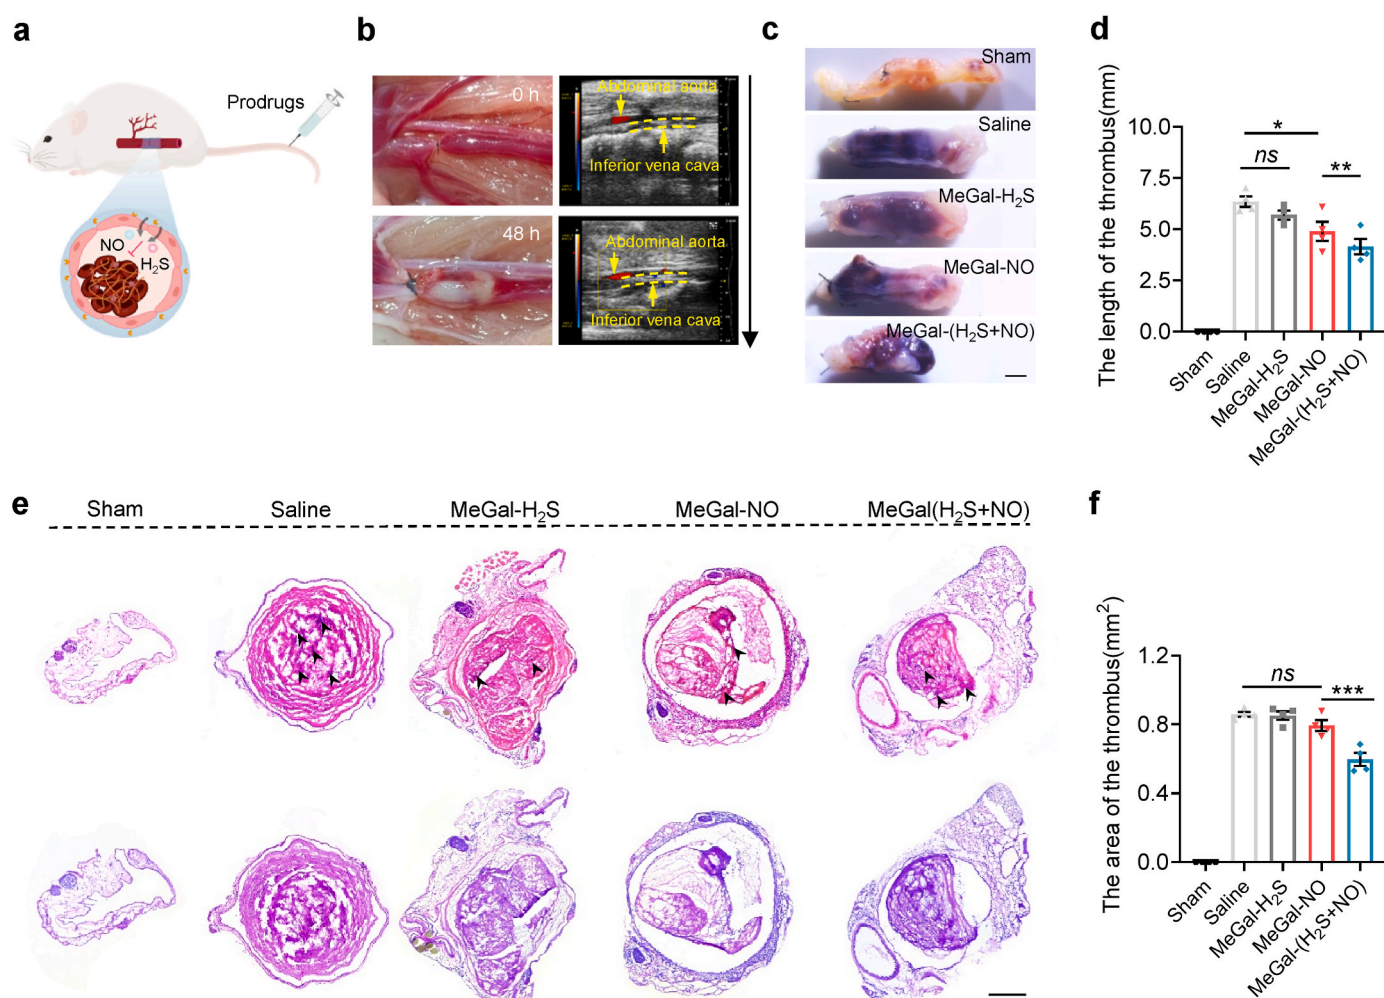 a
Prodrugs
NO
H₂S
b
0 h
Abdominal aorta
Inferior vena cava
48 h
Abdominal aorta
Inferior vena cava
c
Sham
Saline
MeGal-H₂S
MeGal-NO
MeGal-(H₂S+NO)
d
The length of the thrombus(mm)
10.0
7.5
5.0
2.5
0.0
*
ns
**
Sham
Saline
MeGal-H₂S
MeGal-NO
MeGal-(H₂S+NO)
e
Sham Saline MeGal-H₂S MeGal-NO MeGal(H₂S+NO)
f
The area of the thrombus(mm²)
1.2
0.8
0.4
0.0
ns
***
Sham
Saline
MeGal-H₂S
MeGal-NO
MeGal-(H₂S+NO)